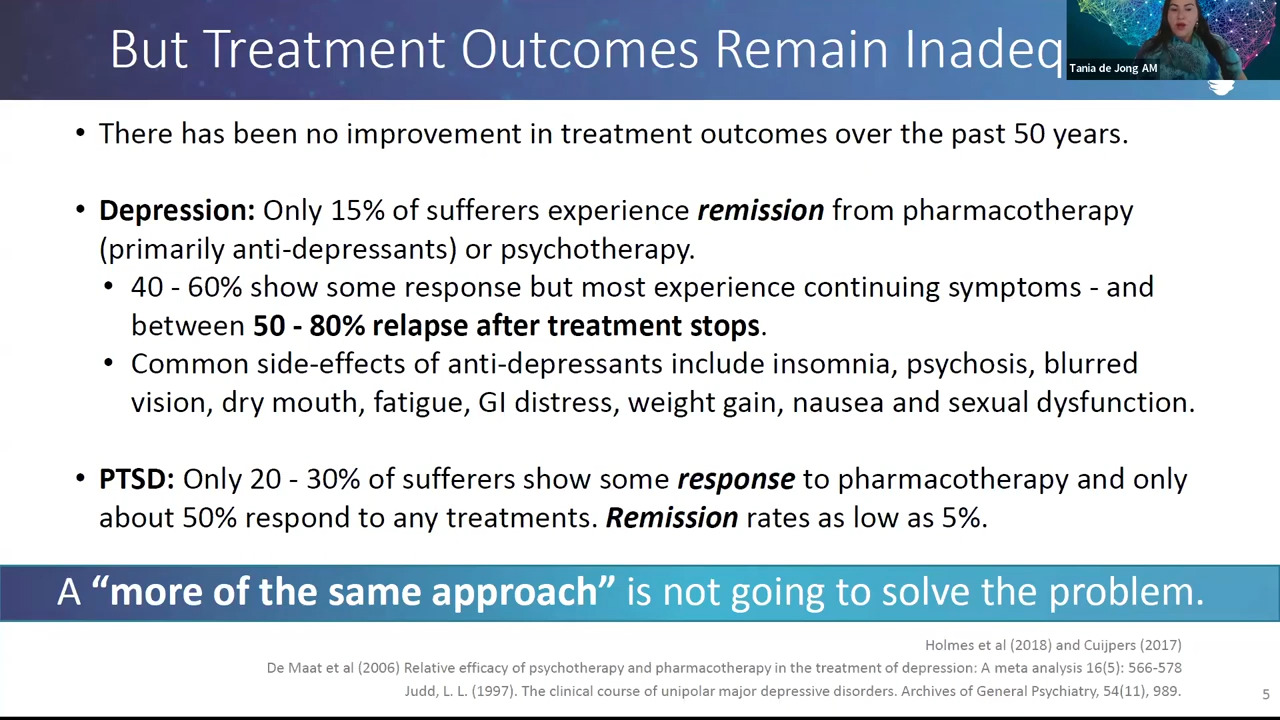 But Treatment Outcomes Remain Inadeq
Tania de Jong AM
• There has been no improvement in treatment outcomes over the past 50 years.
• Depression: Only 15% of sufferers experience remission from pharmacotherapy
(primarily anti-depressants) or psychotherapy.
• 40 - 60% show some response but most experience continuing symptoms - and
between 50 - 80% relapse after treatment stops.
• Common side-effects of anti-depressants include insomnia, psychosis, blurred
vision, dry mouth, fatigue, GI distress, weight gain, nausea and sexual dysfunction.
• PTSD: Only 20 - 30% of sufferers show some response to pharmacotherapy and only
about 50% respond to any treatments. Remission rates as low as 5%.
A “more of the same approach” is not going to solve the problem.
Holmes et al (2018) and Cuijpers (2017)
De Maat et al (2006) Relative efficacy of psychotherapy and pharmacotherapy in the treatment of depression: A meta analysis 16(5): 566-578
Judd, L. L. (1997). The clinical course of unipolar major depressive disorders. Archives of General Psychiatry, 54(11), 989.
5